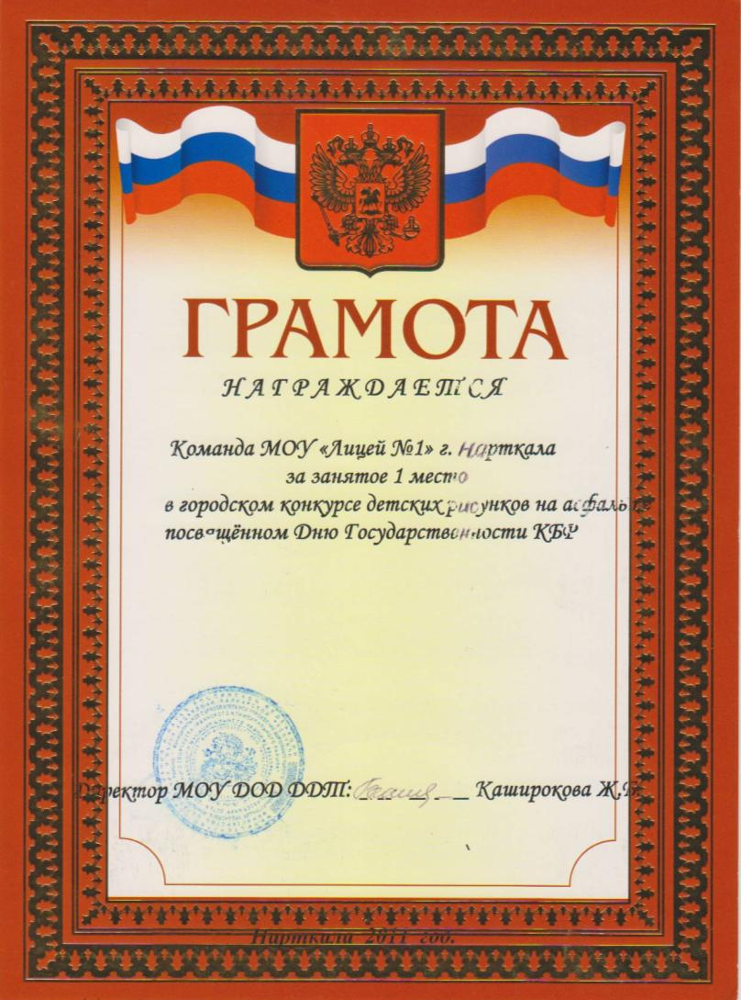 ГРАМОТА
НАГРАЖДАЕТСЯ
Команда МОУ «Лицей №1» г. Нарткала
за занятое 1 место
в городском конкурсе детских рисунков на асфальте
посвящённом Дню Государственности КБР
Директор МОУ ДОД ДДТ: Каширокова Ж.Б.
Нарткала 2011 год.